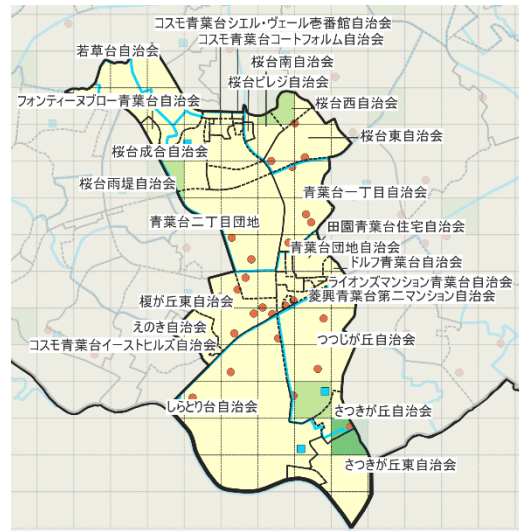 コスモ青葉台シエル・ヴェール壱番館自治会
コスモ青葉台コートフォルム自治会
若草台自治会
桜台南自治会
桜台ビレジ自治会
フォンティーヌブロー青葉台自治会
桜台西自治会
桜台東自治会
桜台成合自治会
桜台雨堤自治会
青葉台一丁目自治会
青葉台二丁目団地
田園青葉台住宅自治会
青葉台団地自治会
ドルフ青葉台自治会
ライオンズマンション青葉台自治会
榎が丘東自治会
菱興青葉台第二マンション自治会
えのき自治会
つつじが丘自治会
コスモ青葉台イーストヒルズ自治会
しらとり台自治会
さつきが丘自治会
さつきが丘東自治会